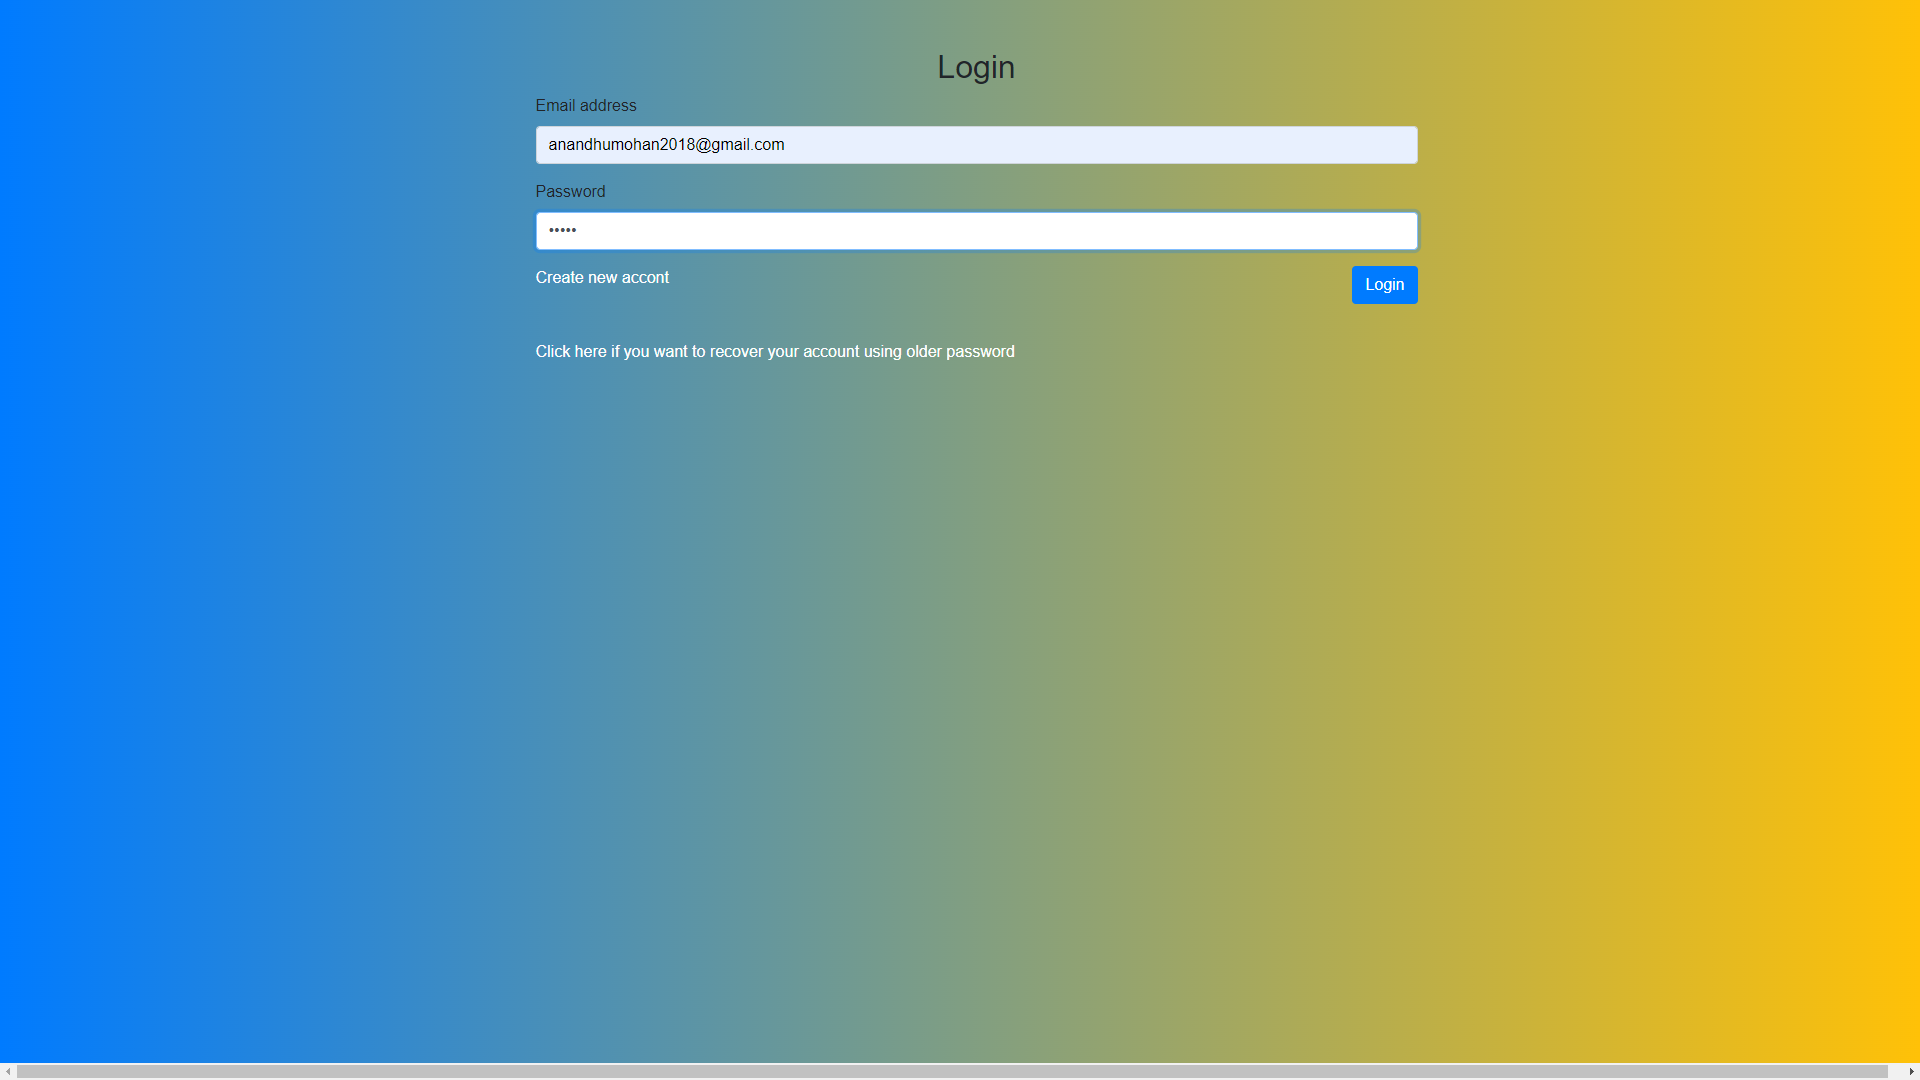 Login
Email address
anandhumohan2018@gmail.com
Password
•••••
Create new accont
Login
Click here if you want to recover your account using older password